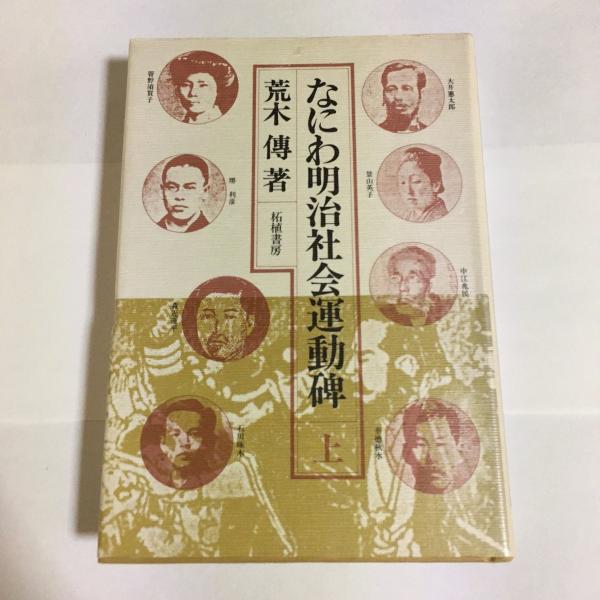 なにわ明治社会運動碑
上
荒木傳著
柘植書房
大井憲太郎
景山英子
中江兆民
幸徳秋水
菅野須賀子
堺利彦
石川啄木